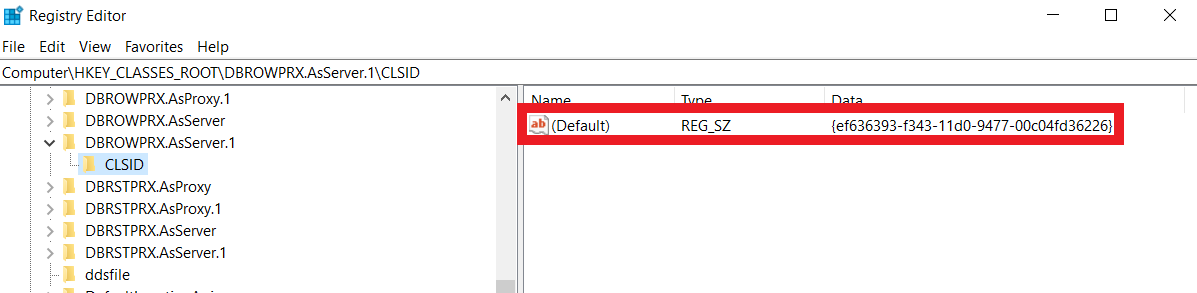 Registry Editor
File Edit View Favorites Help
Computer\HKEY_CLASSES_ROOT\DBROWPRX.AsServer.1\CLSID
DBROWPRX.AsProxy.1
DBROWPRX.AsServer
DBROWPRX.AsServer.1
CLSID
DBRSTPRX.AsProxy
DBRSTPRX.AsProxy.1
DBRSTPRX.AsServer
DBRSTPRX.AsServer.1
ddsfile
Name Type Data
ab (Default) REG_SZ {ef636393-f343-11d0-9477-00c04fd36226}